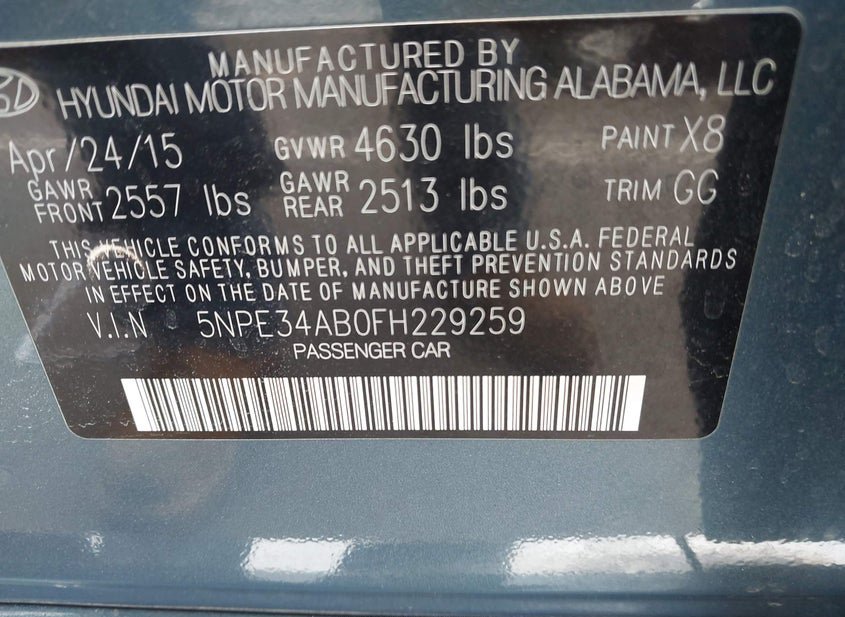 MANUFACTURED BY
HYUNDAI MOTOR MANUFACTURING ALABAMA, LLC
Apr/24/15 GVWR 4630 lbs PAINT X8
GAWR FRONT 2557 lbs GAWR REAR 2513 lbs TRIM GG
THIS VEHICLE CONFORMS TO ALL APPLICABLE U.S.A. FEDERAL
MOTOR VEHICLE SAFETY, BUMPER, AND THEFT PREVENTION STANDARDS
IN EFFECT ON THE DATE OF MANUFACTURE SHOWN ABOVE
V.I.N 5NPE34AB0FH229259
PASSENGER CAR